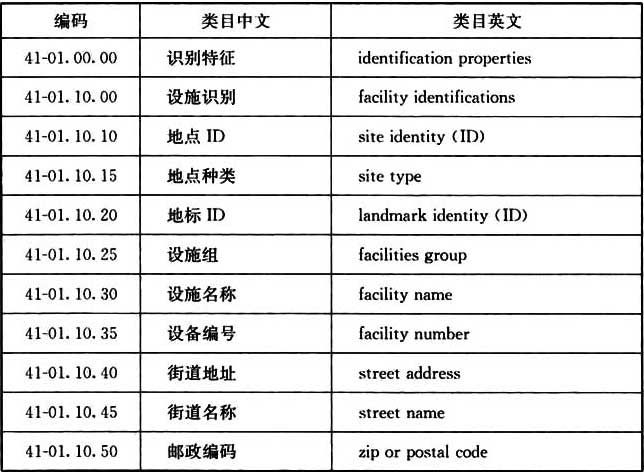 编码 类目中文 类目英文
41-01.00.00 识别特征 identification properties
41-01.10.00 设施识别 facility identifications
41-01.10.10 地点 ID site identity (ID)
41-01.10.15 地点种类 site type
41-01.10.20 地标 ID landmark identity (ID)
41-01.10.25 设施组 facilities group
41-01.10.30 设施名称 facility name
41-01.10.35 设备编号 facility number
41-01.10.40 街道地址 street address
41-01.10.45 街道名称 street name
41-01.10.50 邮政编码 zip or postal code